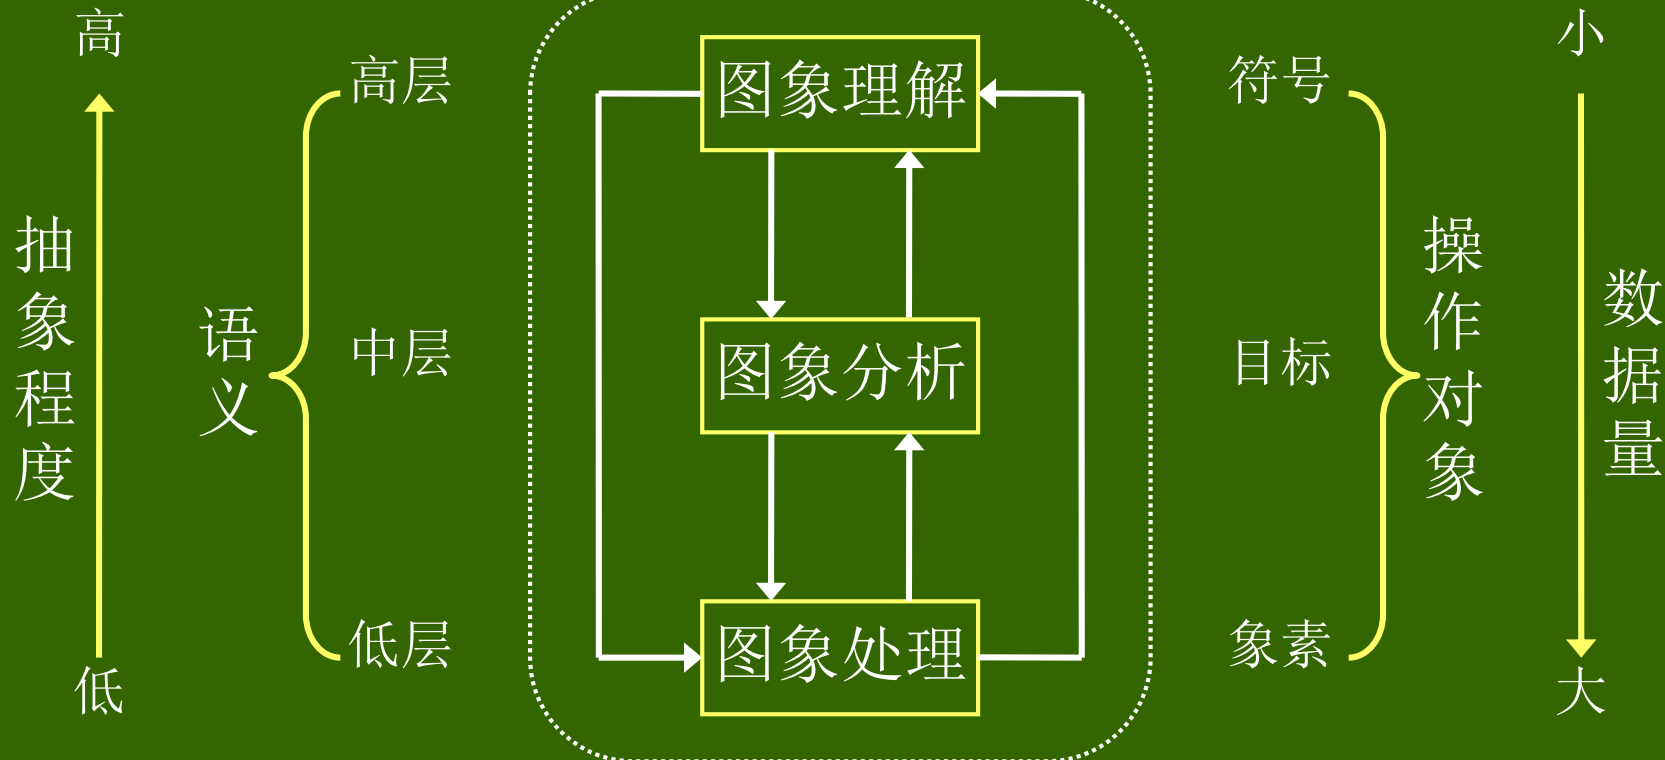 高
小
高层
图象理解
符号
抽象程度
语义
中层
图象分析
目标
操作对象
数据量
低层
图象处理
象素
低
大